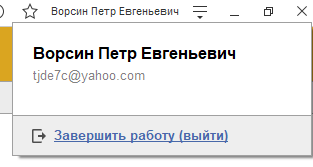 Ворсин Петр Евгеньевич
Ворсин Петр Евгеньевич
tjde7c@yahoo.com
Завершить работу (выйти)